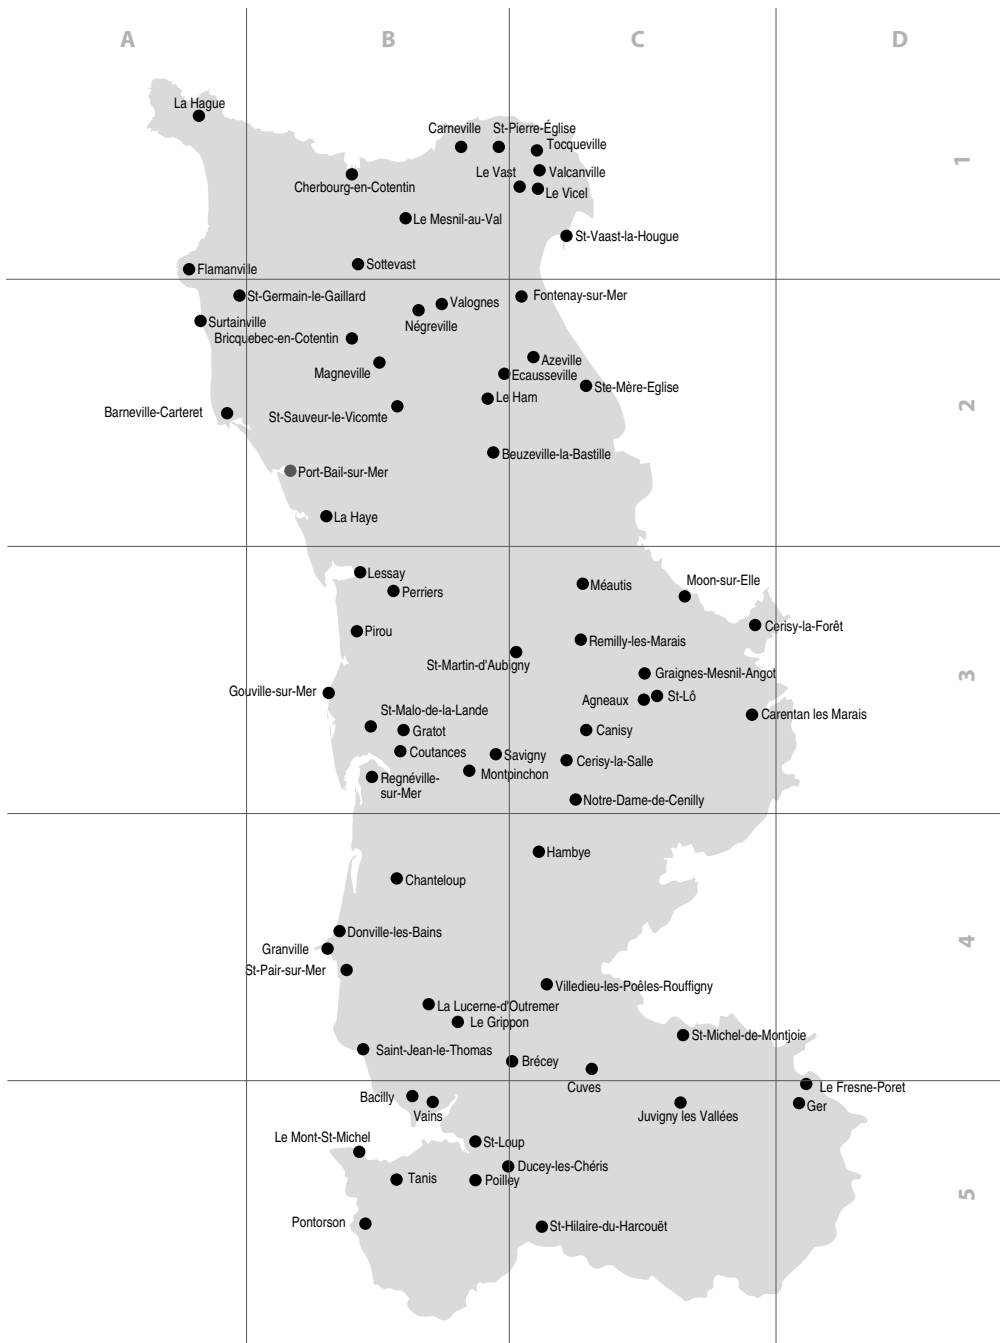 A
B
C
D
La Hague
Carneville
St-Pierre-Église
Tocqueville
1
Le Vast
Valcanville
Cherbourg-en-Cotentin
Le Vicel
Le Mesnil-au-Val
St-Vaast-la-Hougue
Sottevast
Flamanville
St-Germain-le-Gaillard
Fontenay-sur-Mer
Valognes
Surtainville
Négreville
Bricquebec-en-Cotentin
Azeville
Magneville
Ecausseville
Ste-Mère-Eglise
Le Ham
2
Barneville-Carteret
St-Sauveur-le-Vicomte
Beuzeville-la-Bastille
Port-Bail-sur-Mer
La Haye
Lessay
Moon-sur-Elle
Méautis
Perriers
Cerisy-la-Forêt
Pirou
Remilly-les-Marais
St-Martin-d'Aubigny
Graignes-Mesnil-Angot
3
Gouville-sur-Mer
St-Lô
Agneaux
St-Malo-de-la-Lande
Carentan les Marais
Gratot
Canisy
Coutances
Savigny
Cerisy-la-Salle
Montpinchon
Regnéville-
sur-Mer
Notre-Dame-de-Cenilly
Hambye
Chanteloup
Donville-les-Bains
4
Granville
St-Pair-sur-Mer
Villedieu-les-Poêles-Rouffigny
La Lucerne-d'Outremer
Le Grippon
St-Michel-de-Montjoie
Saint-Jean-le-Thomas
Brécey
Cuves
Le Fresne-Poret
Bacilly
Ger
Vains
Juvigny les Vallées
Le Mont-St-Michel
St-Loup
Ducey-les-Chéris
Tanis
Poilley
5
Pontorson
St-Hilaire-du-Harcouët